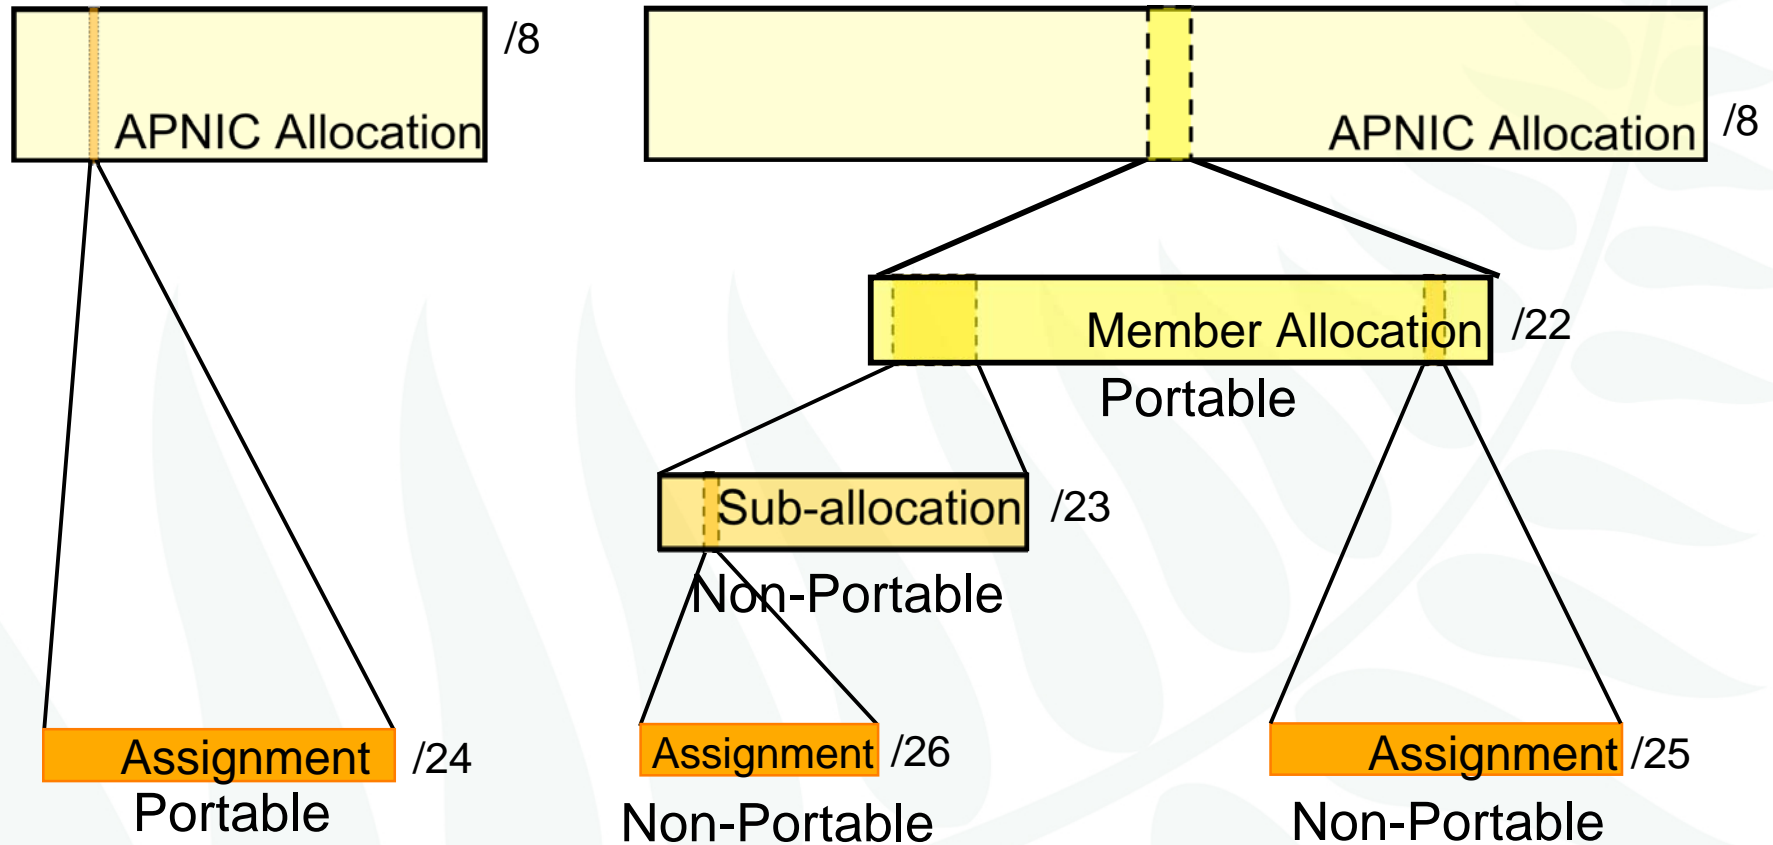 /8
APNIC Allocation
APNIC Allocation
/8
Member Allocation
/22
Portable
Sub-allocation
/23
Non-Portable
Assignment
/24
Portable
Assignment
/26
Non-Portable
Assignment
/25
Non-Portable